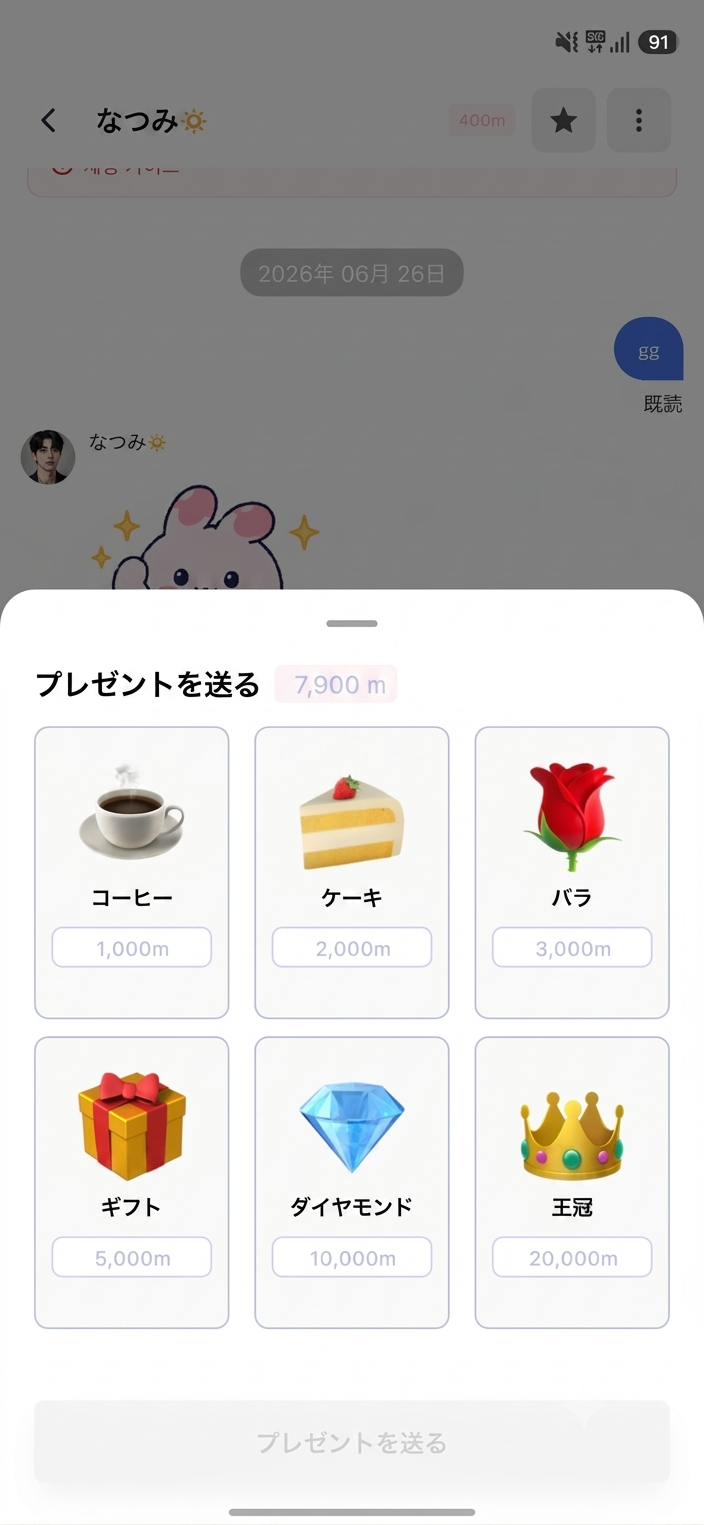 91
なつみ
400m
2026年 06月 26日
gg
既読
なつみ
プレゼントを送る 7,900 m
コーヒー
ケーキ
バラ
1,000m
2,000m
3,000m
ギフト
ダイヤモンド
王冠
5,000m
10,000m
20,000m
プレゼントを送る